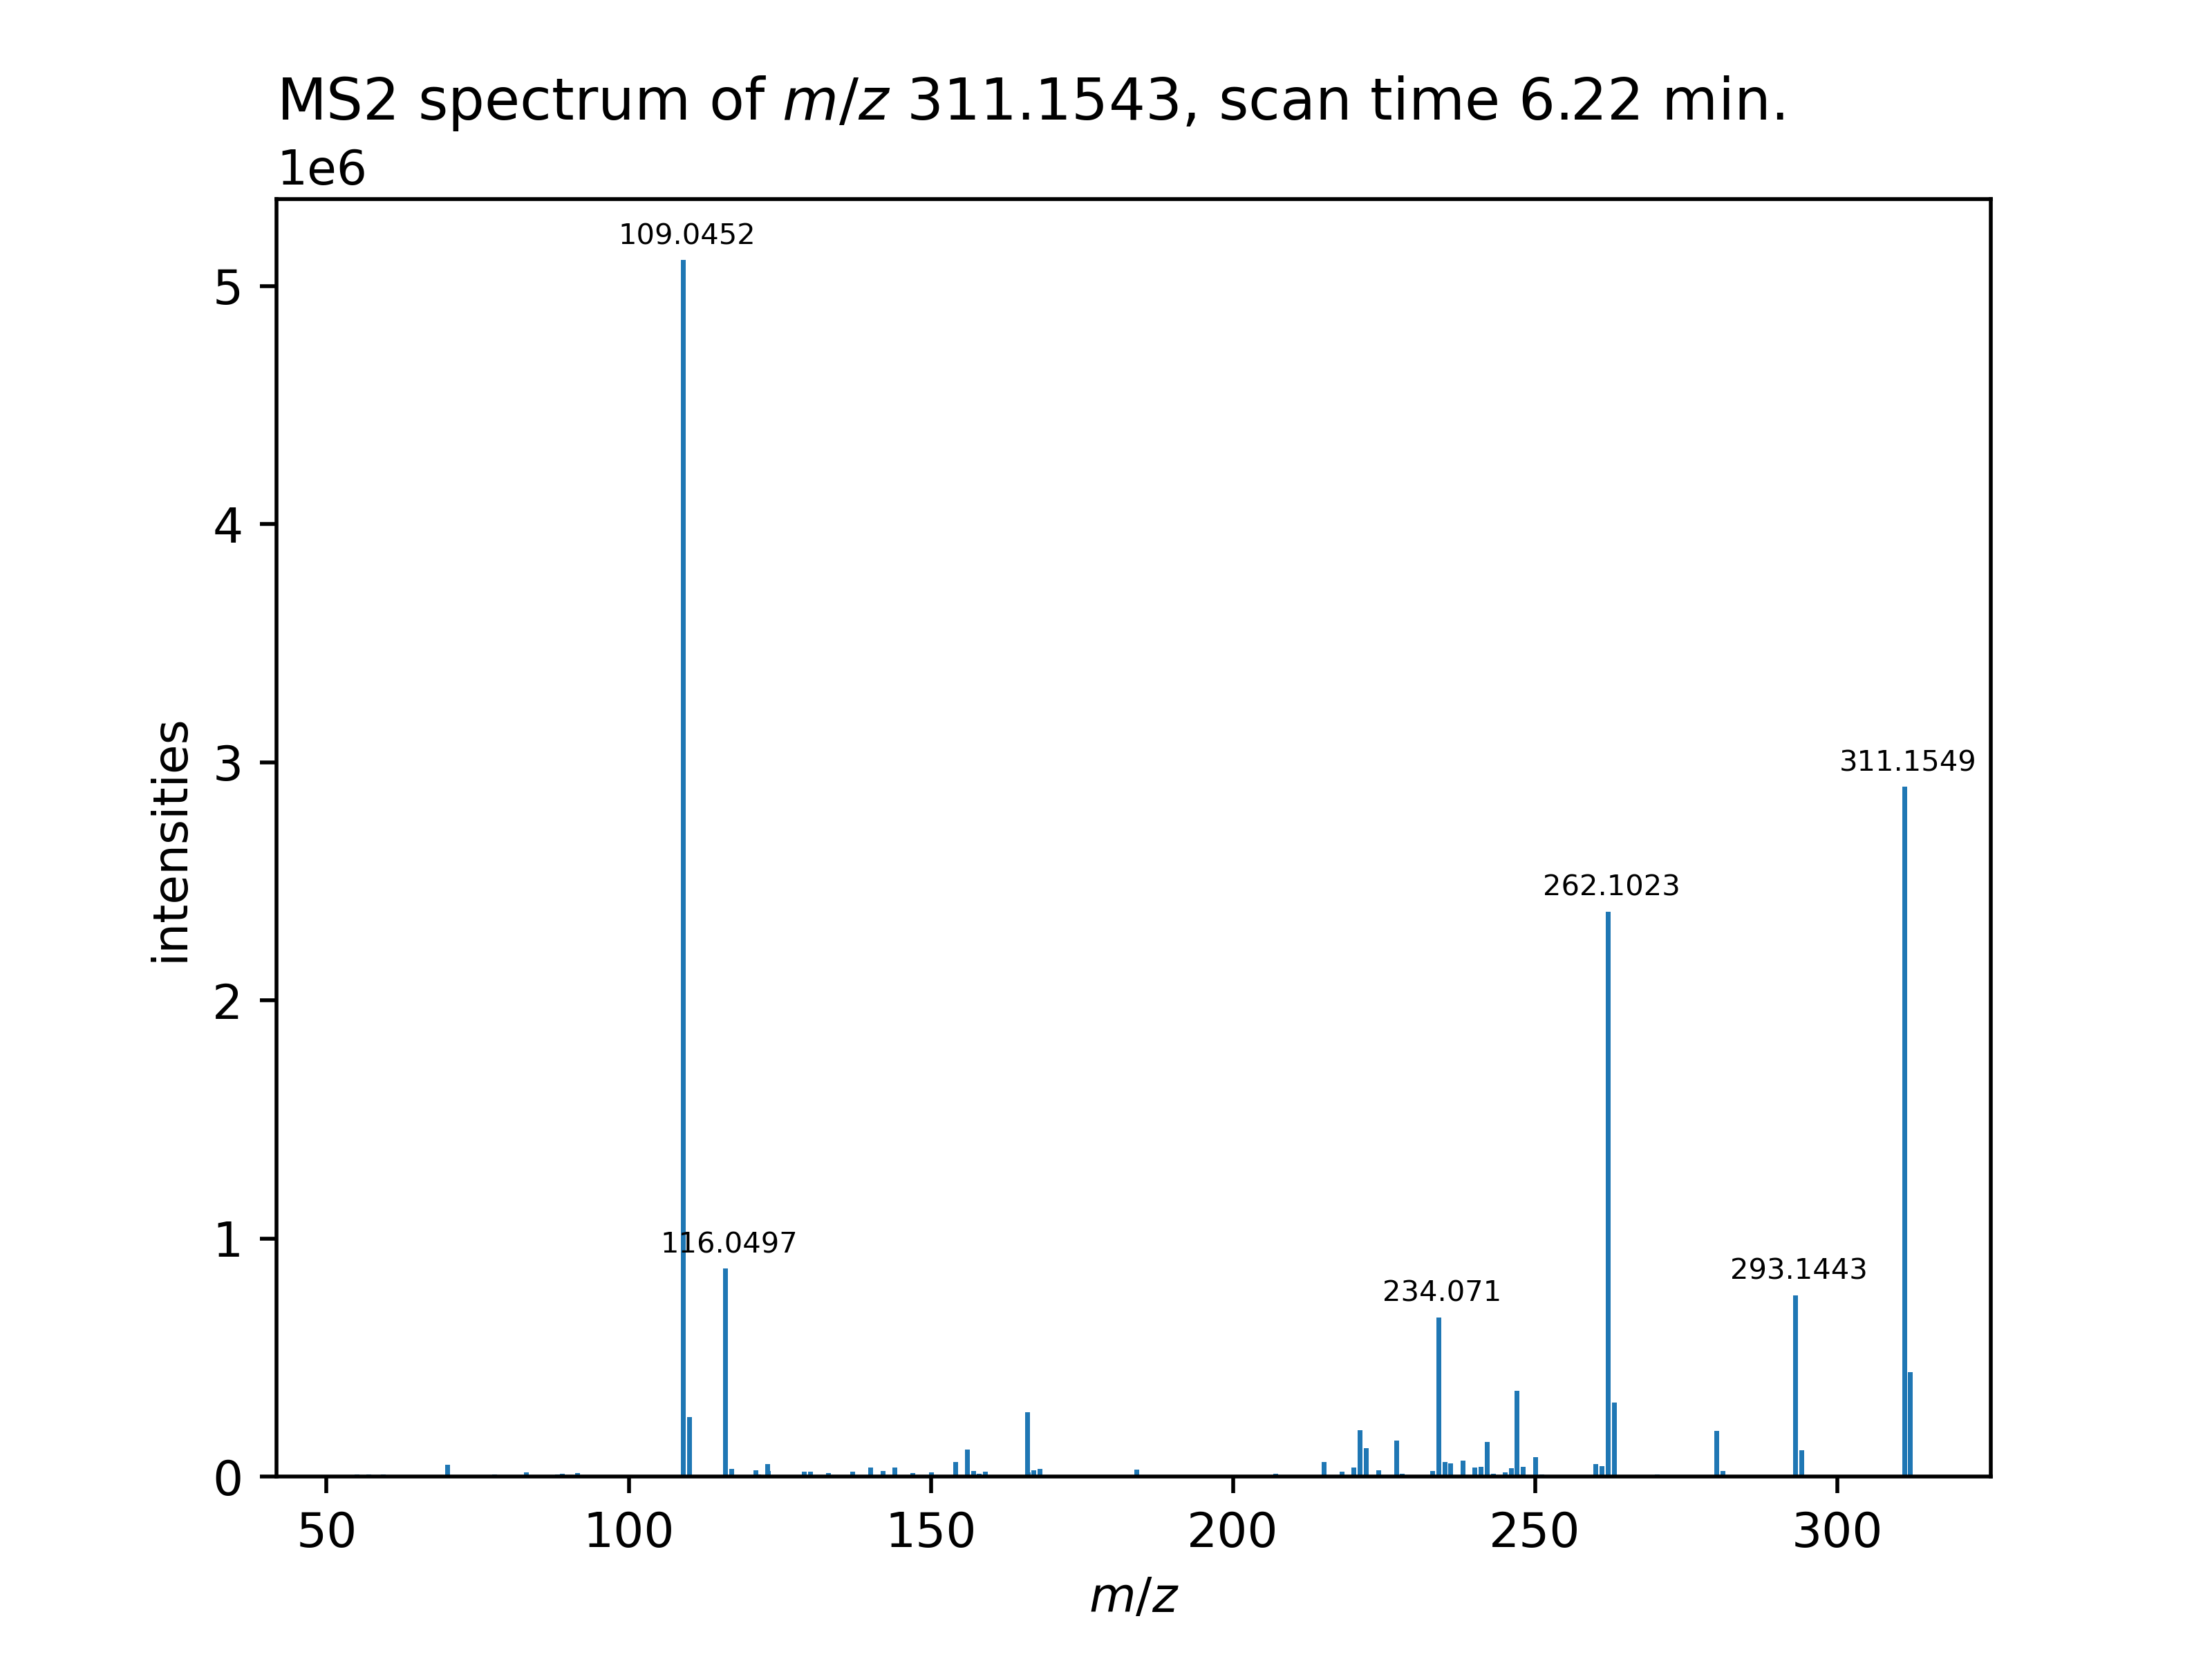 MS2 spectrum of m/z 311.1543, scan time 6.22 min.
1e6
109.0452
5
4
311.1549
3
262.1023
2
116.0497
293.1443
234.071
1
0
50 100 150 200 250 300
m/z
intensities